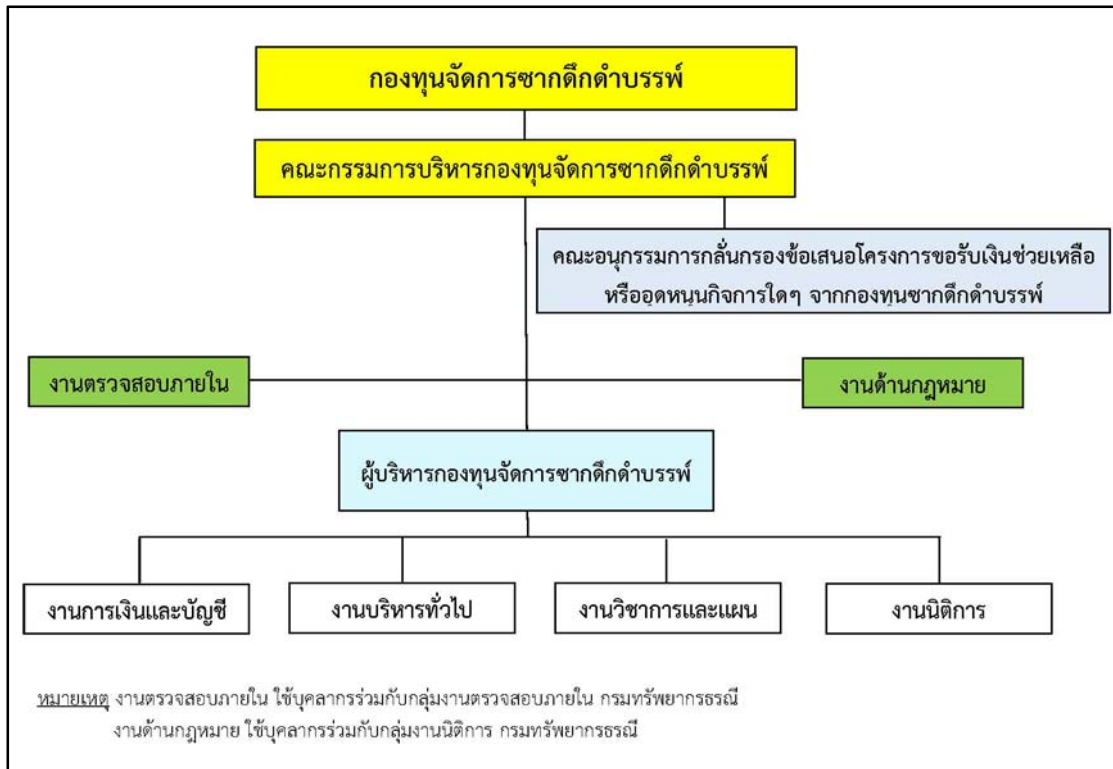 กองทุนจัดการซากดึกดำบรรพ์
คณะกรรมการบริหารกองทุนจัดการซากดึกดำบรรพ์
คณะอนุกรรมการกลั่นกรองข้อเสนอโครงการขอรับเงินช่วยเหลือ
หรืออุดหนุนกิจการใดๆ จากกองทุนซากดึกดำบรรพ์
งานตรวจสอบภายใน
งานด้านกฎหมาย
ผู้บริหารกองทุนจัดการซากดึกดำบรรพ์
งานการเงินและบัญชี
งานบริหารทั่วไป
งานวิชาการและแผน
งานนิติการ
หมายเหตุ งานตรวจสอบภายใน ใช้บุคลากรร่วมกับกลุ่มงานตรวจสอบภายใน กรมทรัพยากรธรณี
งานด้านกฎหมาย ใช้บุคลากรร่วมกับกลุ่มงานนิติการ กรมทรัพยากรธรณี